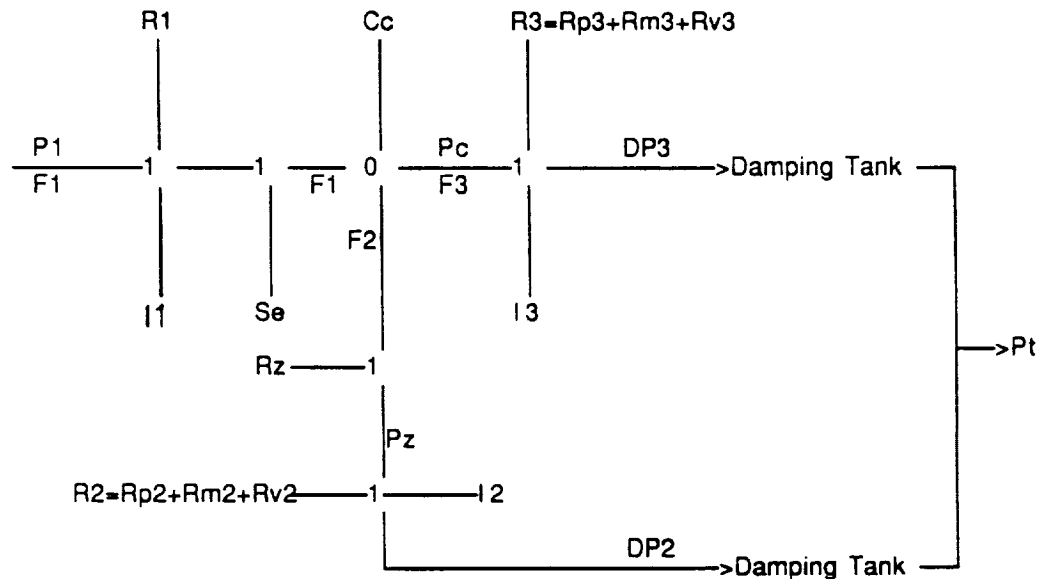 R1 Cc R3=Rp3+Rm3+Rv3
P1 Pc DP3
1 1 0 1 >Damping Tank
F1 F1 F3
F2
I1 Se I3
>Pt
Rz 1
Pz
R2=Rp2+Rm2+Rv2 1 I2
DP2
>Damping Tank